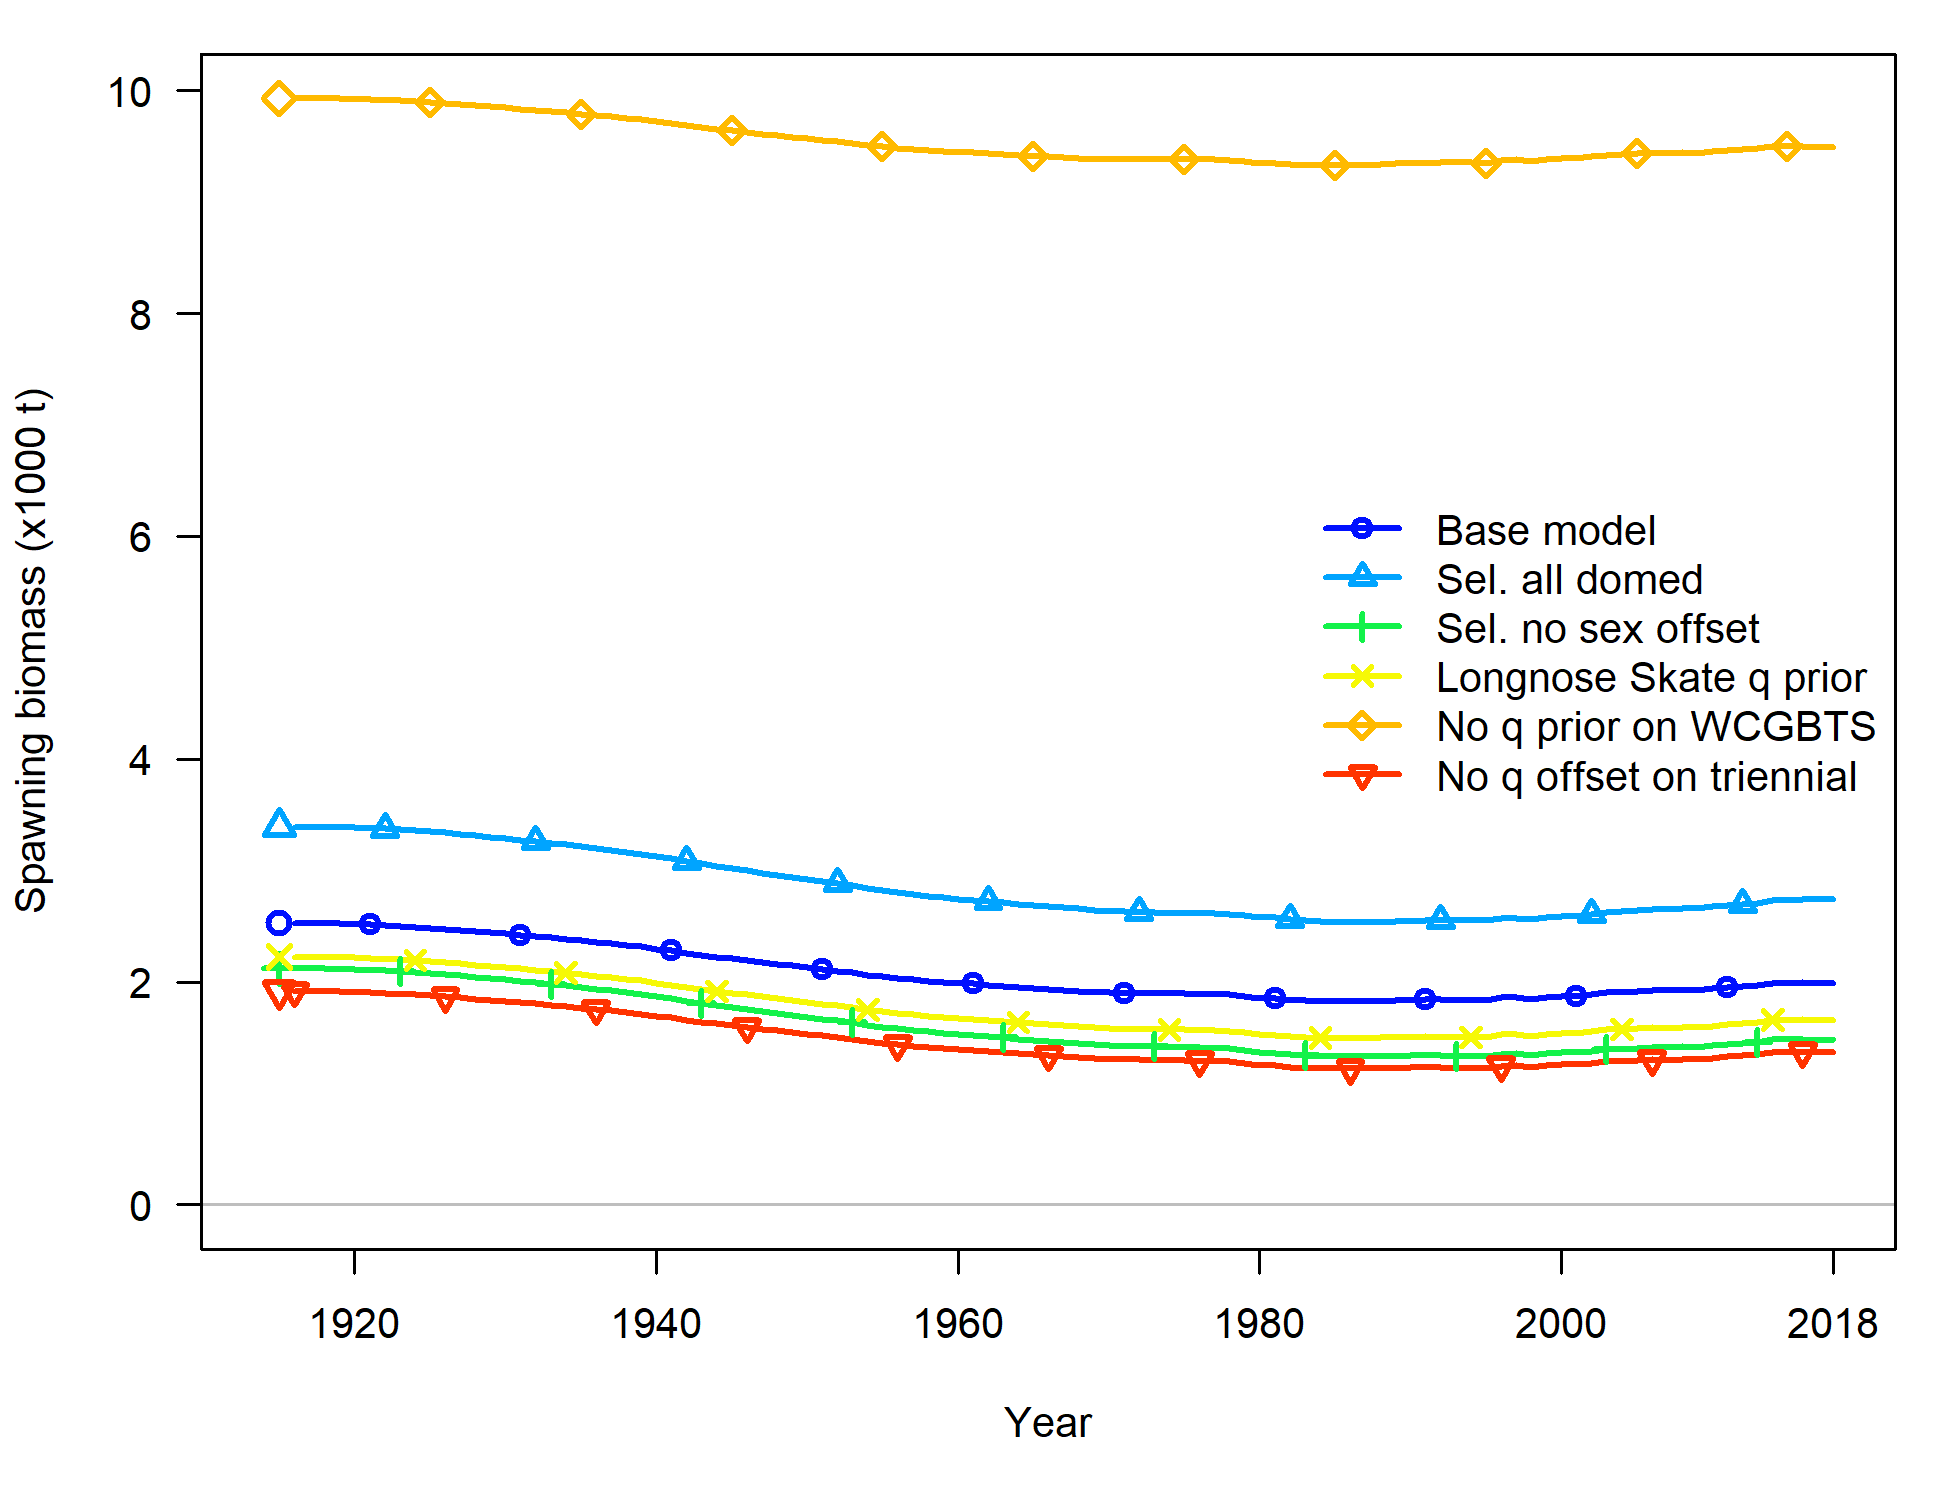 10
8
6
4
2
0
Spawning biomass (x1000 t)
Base model
Sel. all domed
Sel. no sex offset
Longnose Skate q prior
No q prior on WCGBTS
No q offset on triennial
1920 1940 1960 1980 2000 2018
Year